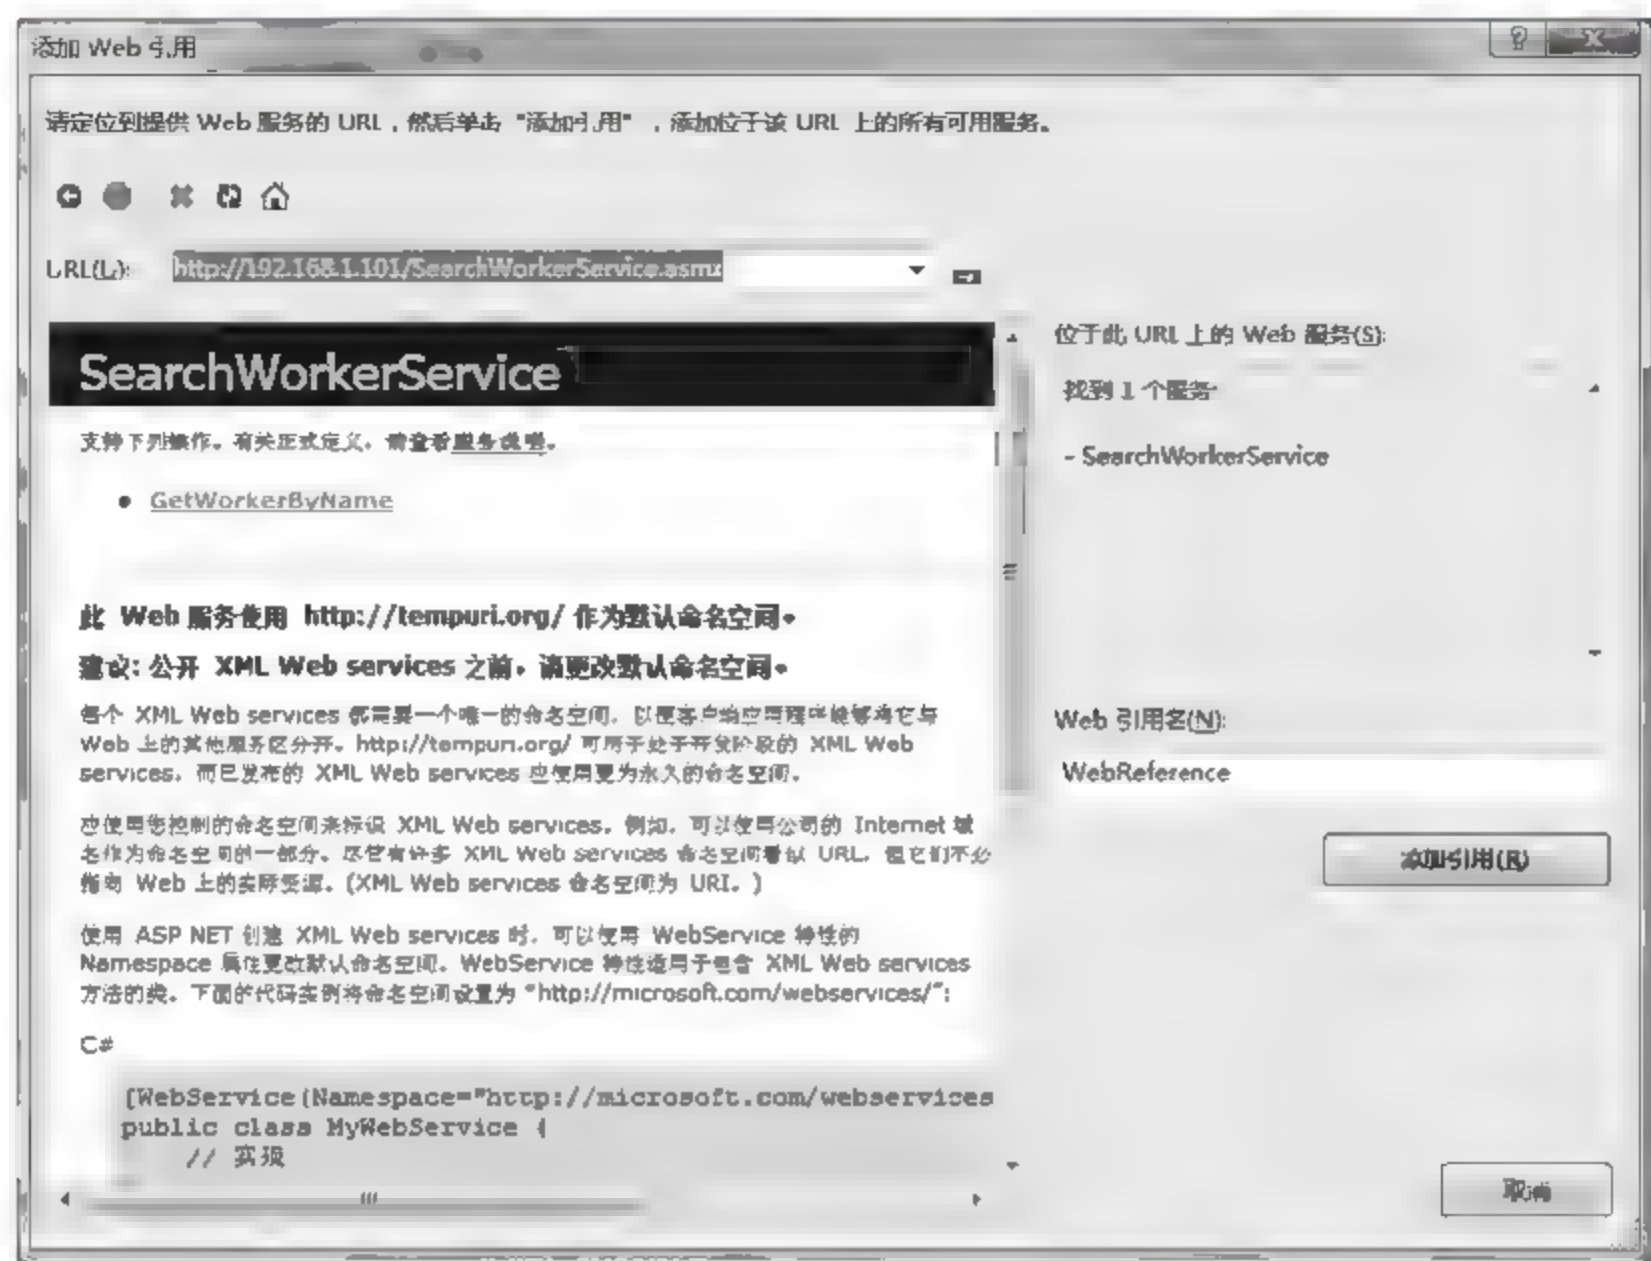 添加 Web 引用
请定位到提供 Web 服务的 URL，然后单击 "添加引用" ，添加位于该 URL 上的所有可用服务。
URL(L):
http://192.168.1.101/SearchWorkerService.asmx
SearchWorkerService
支持下列操作。有关正式定义，请查看服务说明。
• GetWorkerByName
此 Web 服务使用 http://tempuri.org/ 作为默认命名空间。
建议: 公开 XML Web services 之前，请更改默认命名空间。
每个 XML Web services 都需要一个唯一的命名空间，以便客户端应用程序能够将它与
Web 上的其他服务区分开。http://tempuri.org/ 可用于处于开发阶段的 XML Web
services，而已发布的 XML Web services 应使用更为永久的命名空间。
应使用您控制的命名空间来标识 XML Web services。例如，可以使用公司的 Internet 域
名作为命名空间的一部分。尽管有许多 XML Web services 命名空间看似 URL，但它们不必
指向 Web 上的实际资源。(XML Web services 命名空间为 URI。)
使用 ASP NET 创建 XML Web services 时，可以使用 WebService 特性的
Namespace 属性更改默认命名空间。WebService 特性适用于包含 XML Web services
方法的类。下面的代码实例将命名空间设置为 "http://microsoft.com/webservices/":
C#
[WebService(Namespace="http://microsoft.com/webservices
public class MyWebService {
// 实现
位于此 URL 上的 Web 服务(S):
找到 1 个服务:
- SearchWorkerService
Web 引用名(N):
WebReference
添加引用(R)
取消